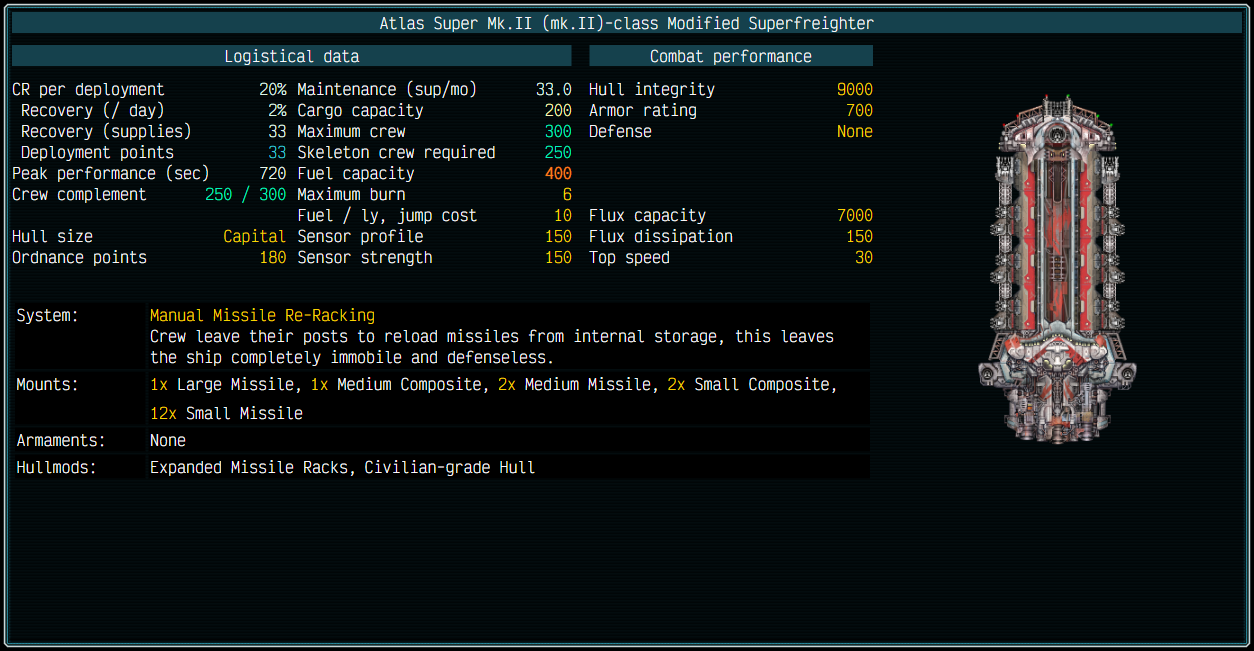 Atlas Super Mk.II (mk.II)-class Modified Superfreighter
Logistical data Combat performance
CR per deployment 20% Maintenance (sup/mo) 33.0 Hull integrity 9000
Recovery (/ day) 2% Cargo capacity 200 Armor rating 700
Recovery (supplies) 33 Maximum crew 300 Defense None
Deployment points 33 Skeleton crew required 250
Peak performance (sec) 720 Fuel capacity 400
Crew complement 250 / 300 Maximum burn 6
Fuel / ly, jump cost 10 Flux capacity 7000
Hull size Capital Sensor profile 150 Flux dissipation 150
Ordnance points 180 Sensor strength 150 Top speed 30
System: Manual Missile Re-Racking
Crew leave their posts to reload missiles from internal storage, this leaves
the ship completely immobile and defenseless.
Mounts: 1x Large Missile, 1x Medium Composite, 2x Medium Missile, 2x Small Composite,
12x Small Missile
Armaments: None
Hullmods: Expanded Missile Racks, Civilian-grade Hull